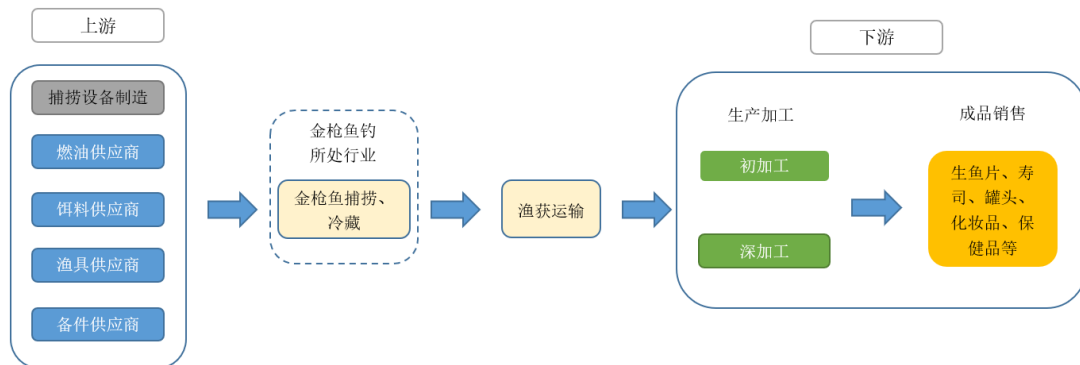 上游
捕捞设备制造
燃油供应商
饵料供应商
渔具供应商
备件供应商
金枪鱼钓
所处行业
金枪鱼捕捞、
冷藏
渔获运输
下游
生产加工
初加工
深加工
成品销售
生鱼片、寿
司、罐头、
化妆品、保
健品等